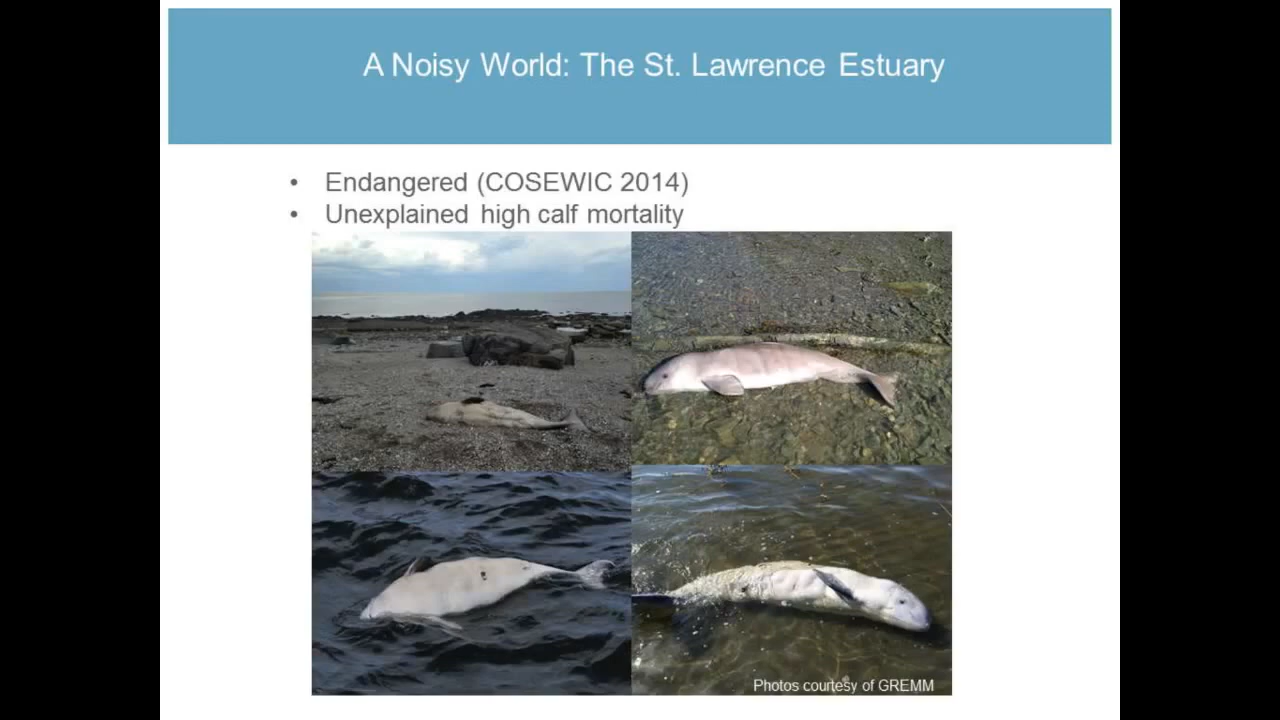 A Noisy World: The St. Lawrence Estuary
• Endangered (COSEWIC 2014)
• Unexplained high calf mortality
Photos courtesy of GREMM